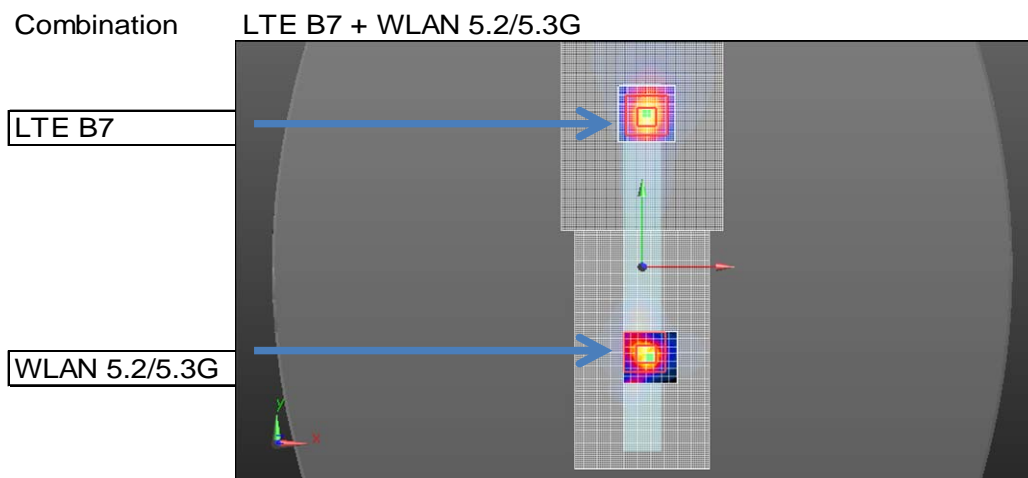 Combination LTE B7 + WLAN 5.2/5.3G
LTE B7
WLAN 5.2/5.3G
y
x